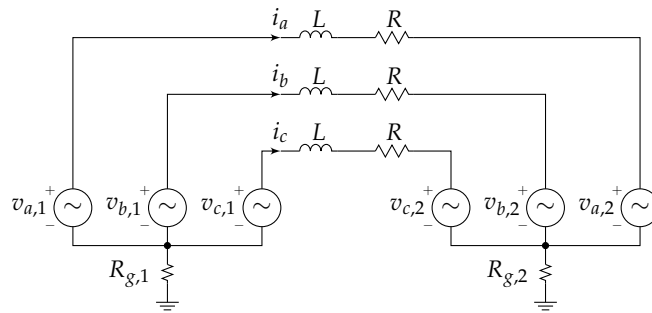 i_a L R
i_b L R
i_c L R
+ + + + + +
v_{a,1} v_{b,1} v_{c,1} v_{c,2} v_{b,2} v_{a,2}
− − − − − −
R_{g,1} R_{g,2}